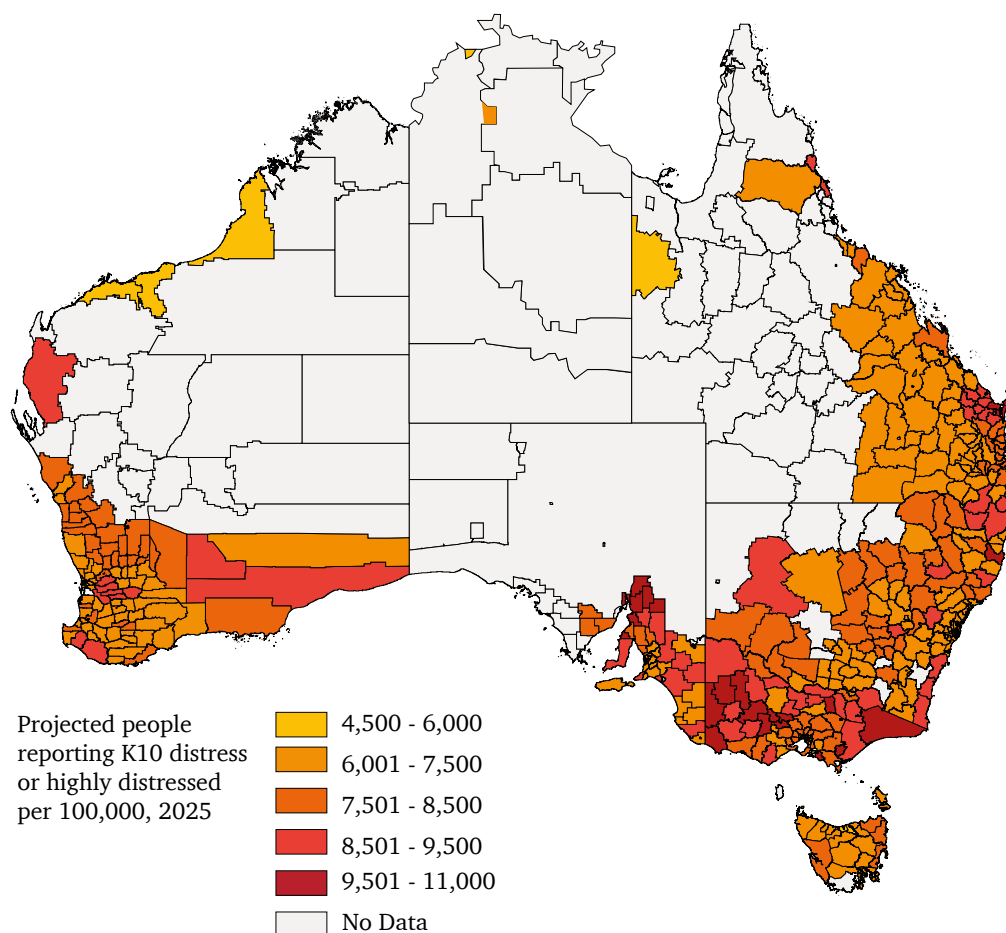 Projected people
reporting K10 distress
or highly distressed
per 100,000, 2025
4,500 - 6,000
6,001 - 7,500
7,501 - 8,500
8,501 - 9,500
9,501 - 11,000
No Data